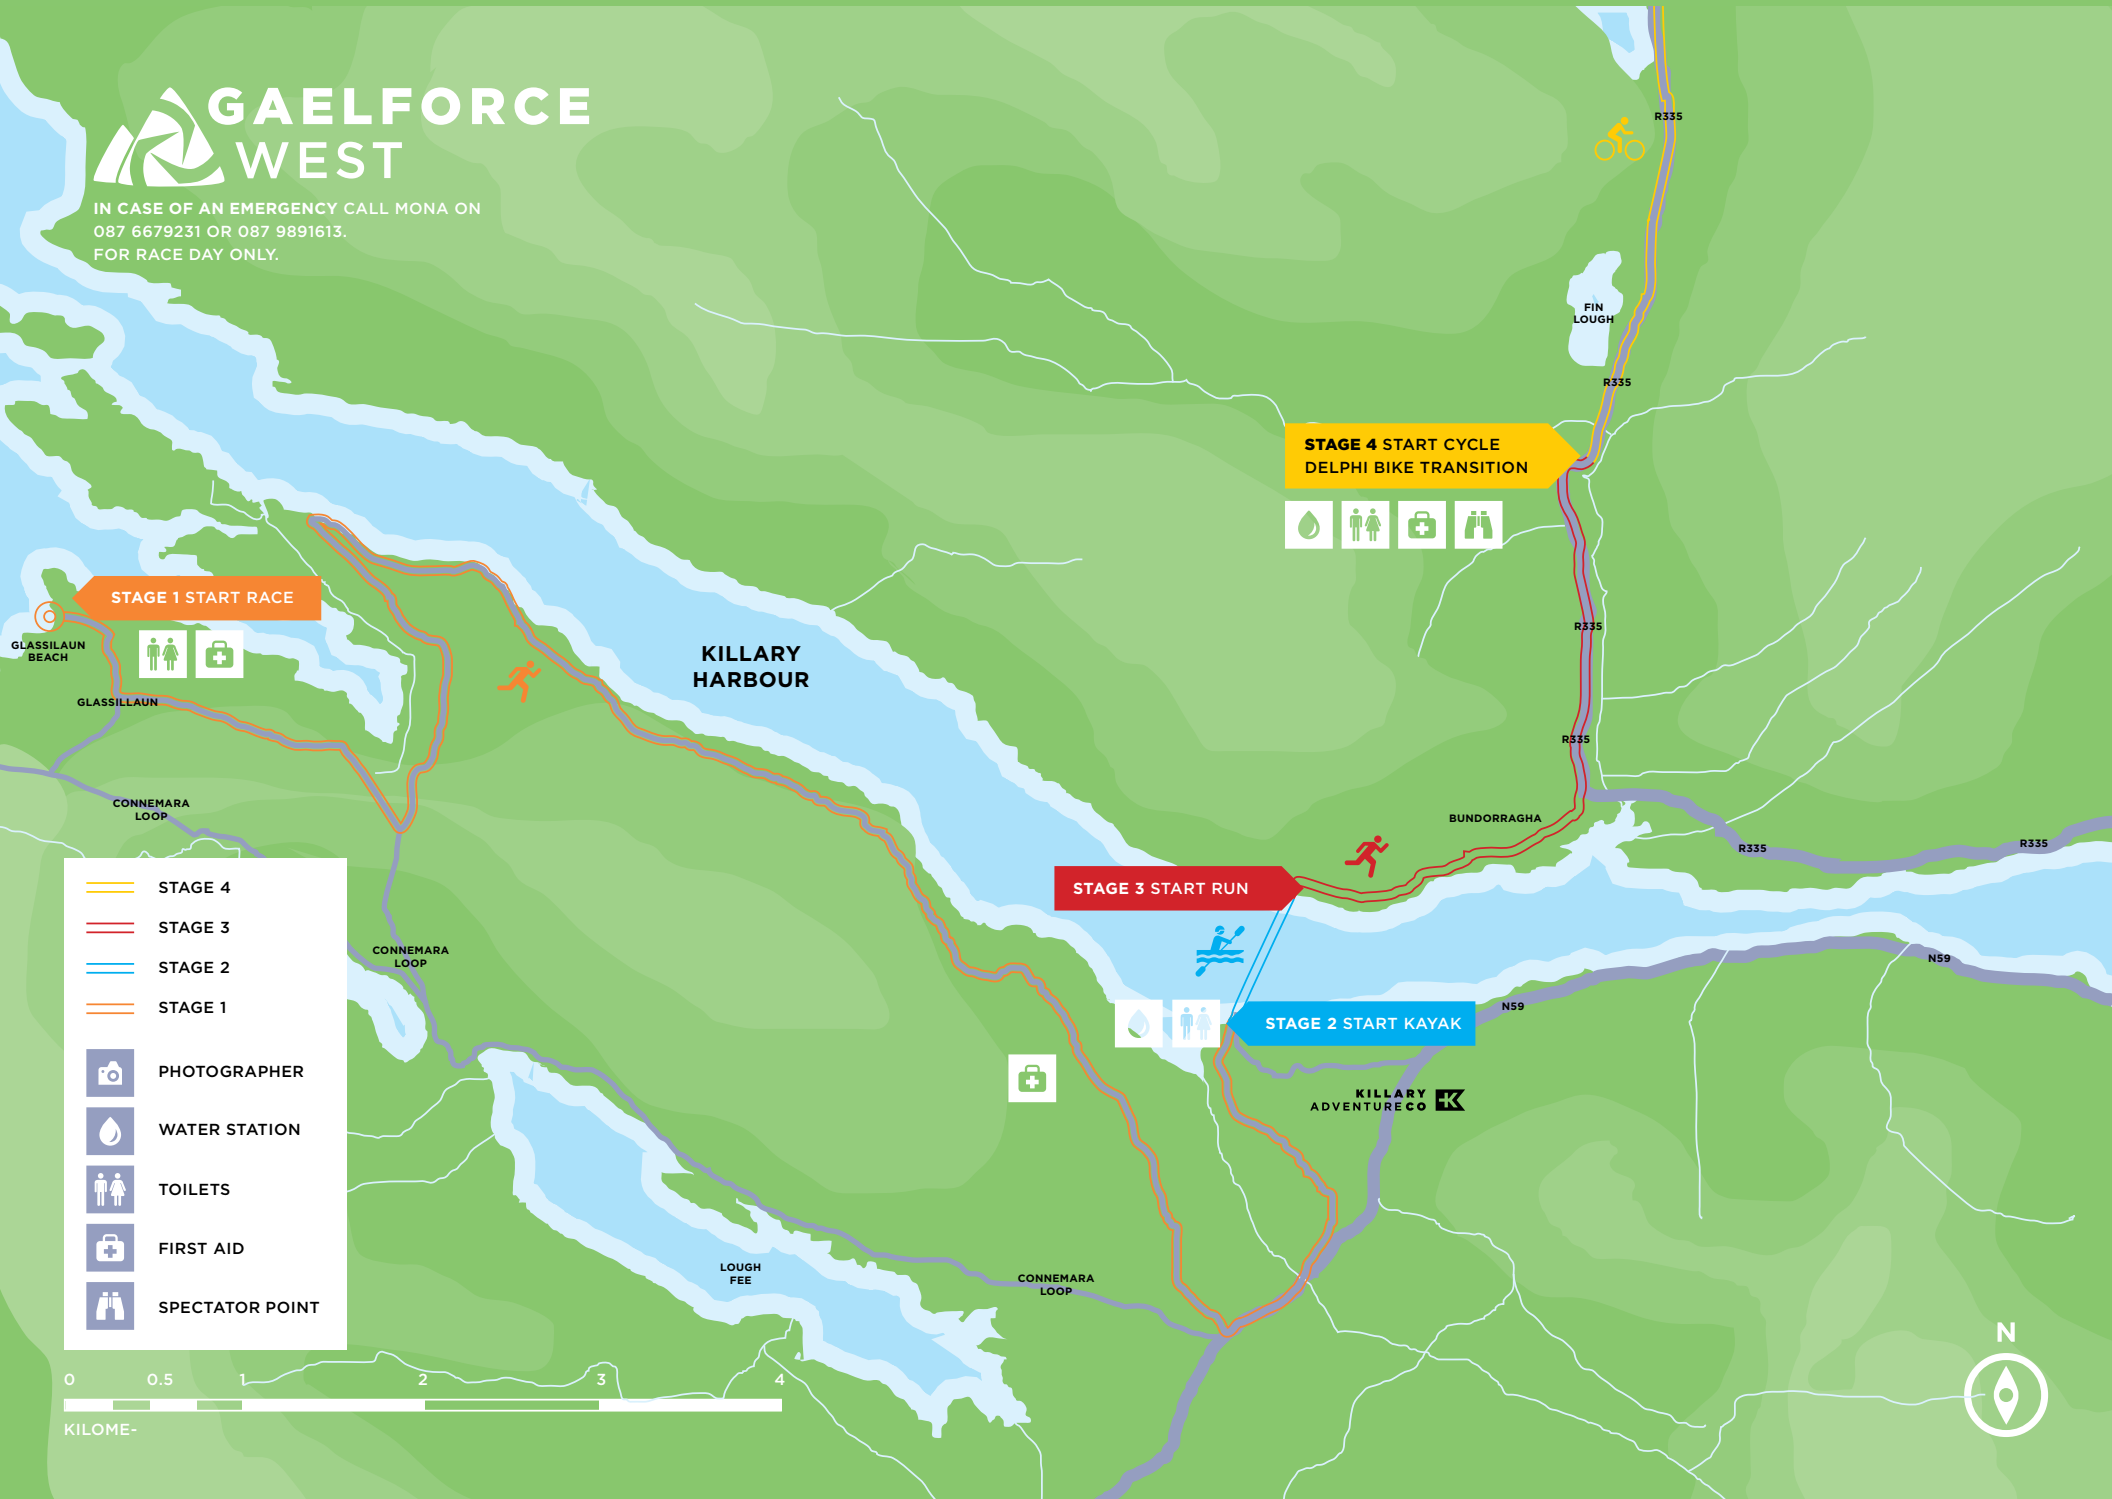 GAELFORCE
WEST
IN CASE OF AN EMERGENCY CALL MONA ON
087 6679231 OR 087 9891613.
FOR RACE DAY ONLY.
R335
FIN
LOUGH
R335
STAGE 4 START CYCLE
DELPHI BIKE TRANSITION
STAGE 1 START RACE
GLASSILAUN
BEACH
GLASSILLAUN
KILLARY
HARBOUR
R335
R335
CONNEMARA
LOOP
BUNDORRAGHA
R335
R335
STAGE 3 START RUN
CONNEMARA
LOOP
N59
N59
STAGE 2 START KAYAK
KILLARY
ADVENTURECO
K
LOUGH
FEE
CONNEMARA
LOOP
STAGE 4
STAGE 3
STAGE 2
STAGE 1
PHOTOGRAPHER
WATER STATION
TOILETS
FIRST AID
SPECTATOR POINT
0 0.5 1 2 3 4
KILOME-
N